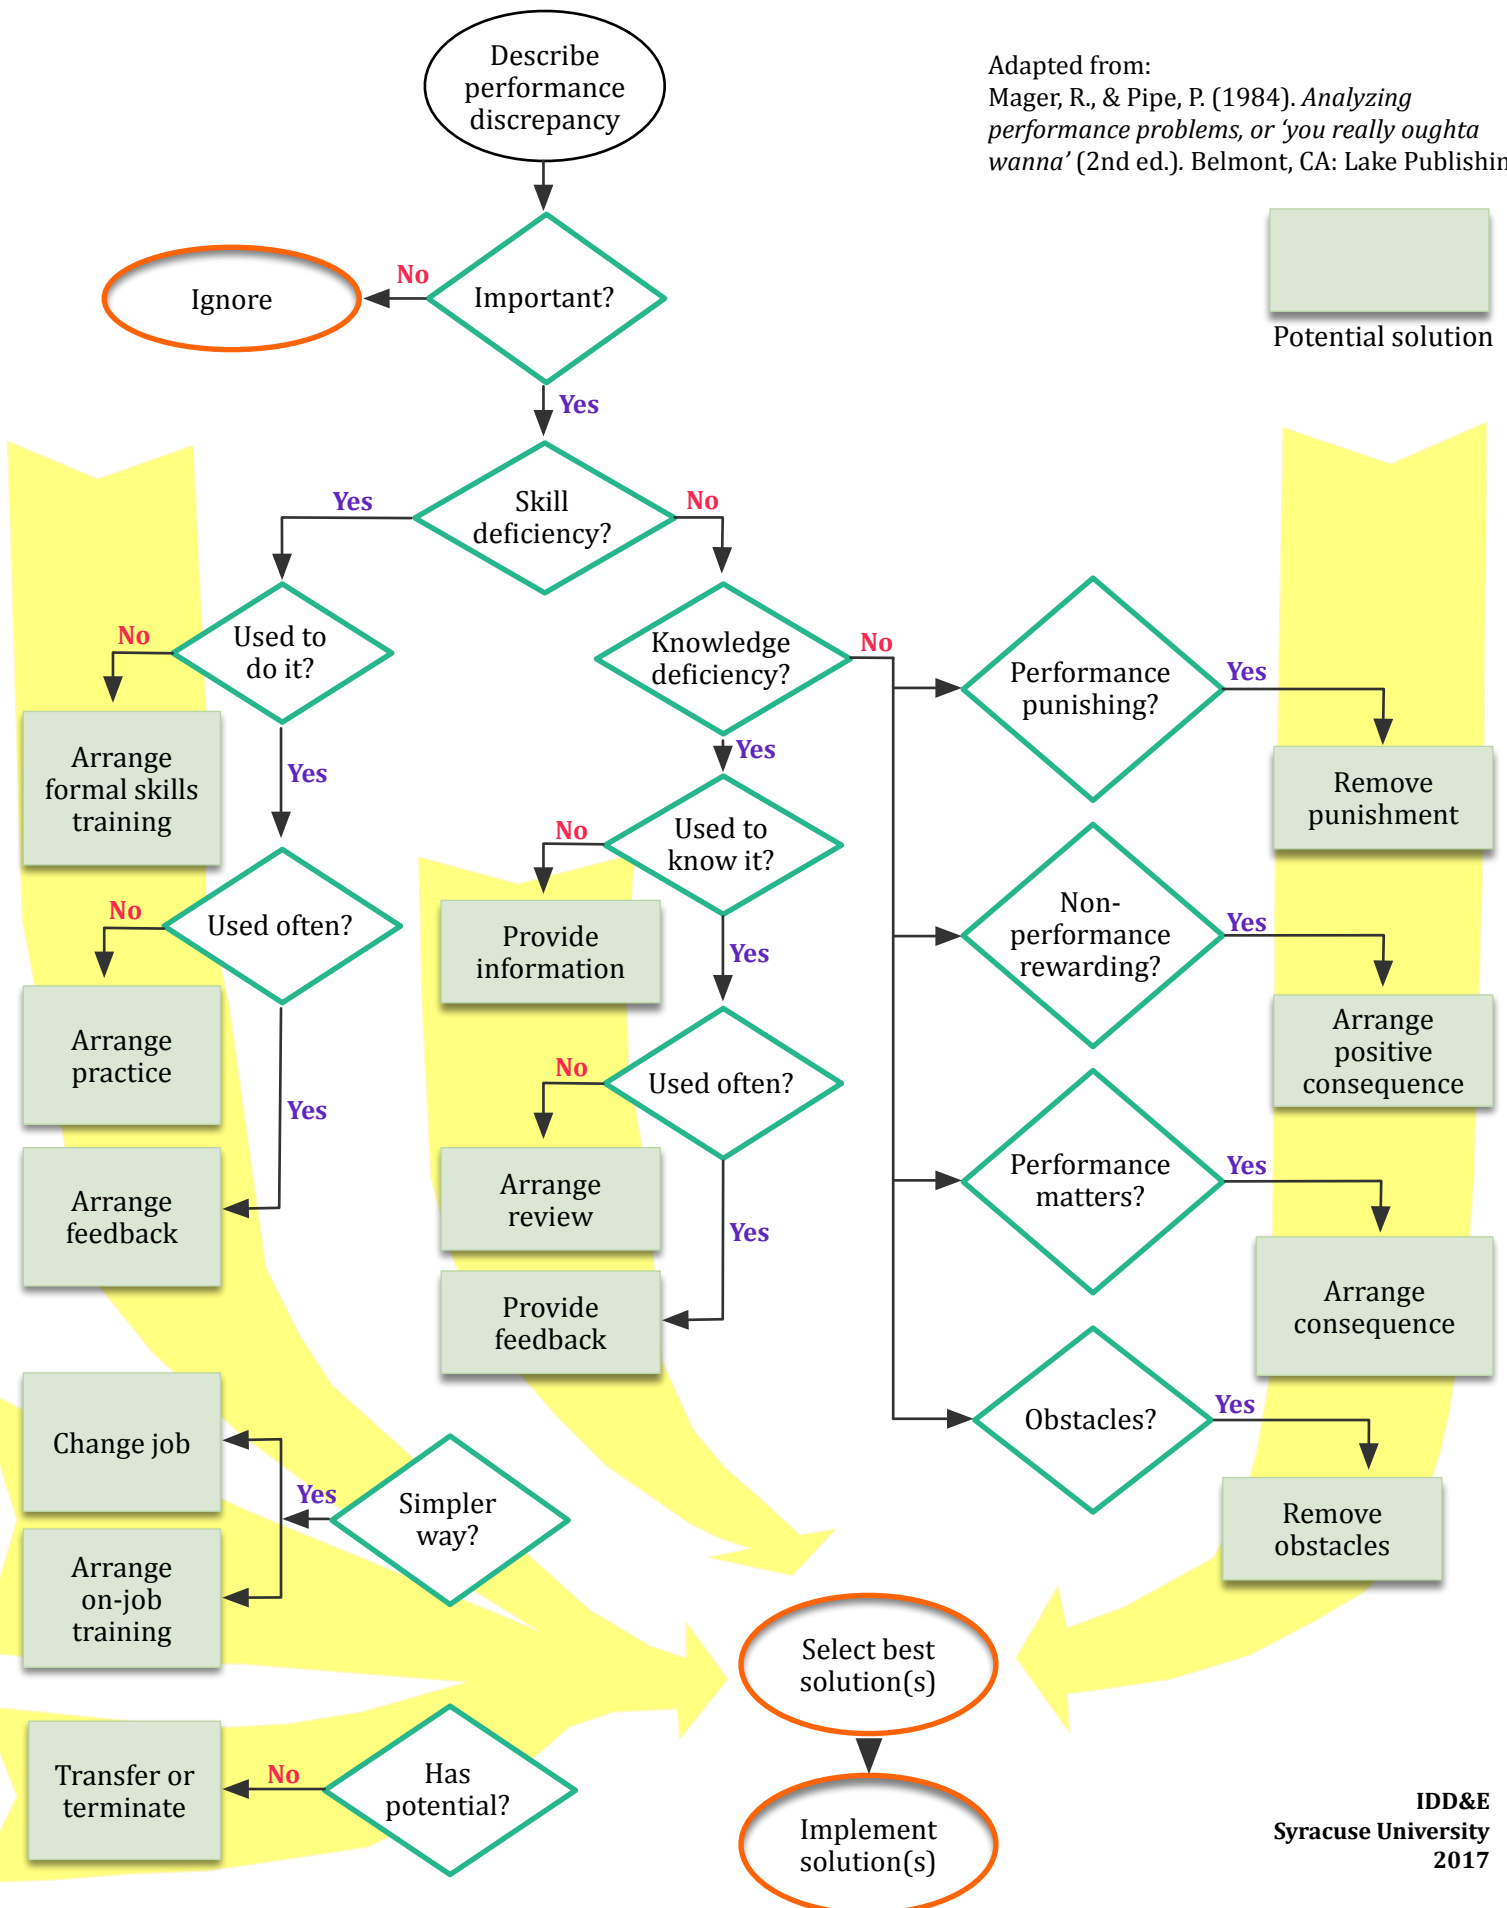 Describe
performance
discrepancy
Adapted from:
Mager, R., & Pipe, P. (1984). Analyzing
performance problems, or ‘you really oughta
wanna’ (2nd ed.). Belmont, CA: Lake Publishin
Potential solution
No
Ignore
Important?
Yes
Skill
deficiency?
Yes
No
Used to
do it?
No
Yes
Arrange
formal skills
training
Used often?
No
Yes
Arrange
practice
Arrange
feedback
Knowledge
deficiency?
No
Yes
Used to
know it?
No
Yes
Provide
information
Used often?
No
Yes
Arrange
review
Provide
feedback
Performance
punishing?
Yes
Remove
punishment
Non-
performance
rewarding?
Yes
Arrange
positive
consequence
Performance
matters?
Yes
Arrange
consequence
Obstacles?
Yes
Remove
obstacles
Simpler
way?
Yes
Change job
Arrange
on-job
training
Has
potential?
No
Transfer or
terminate
Select best
solution(s)
Implement
solution(s)
IDD&E
Syracuse University
2017